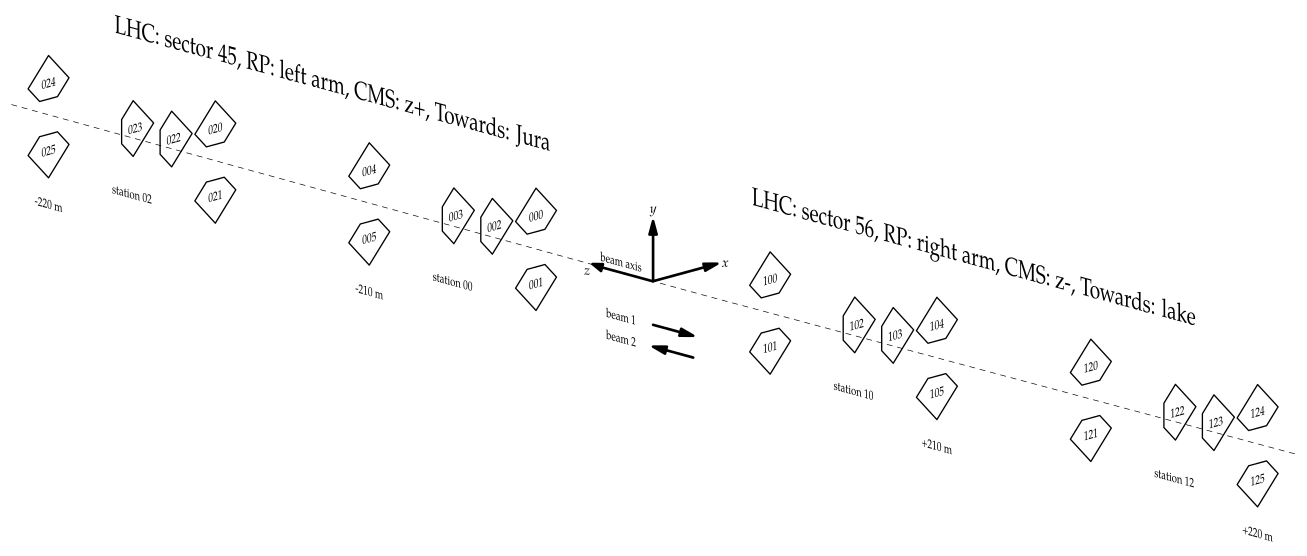 LHC: sector 45, RP: left arm, CMS: z+, Towards: Jura
024
023
022
020
025
021
-220 m
station 02
004
003
002
000
005
001
-210 m
station 00
y
x
z
beam axis
beam 1
beam 2
LHC: sector 56, RP: right arm, CMS: z-, Towards: lake
100
102
103
104
101
105
station 10
+210 m
120
122
123
124
121
125
station 12
+220 m